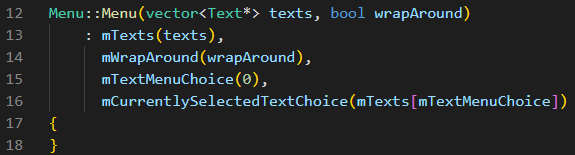 12 Menu::Menu(vector<Text*> texts, bool wrapAround)
13     : mTexts(texts),
14       mWrapAround(wrapAround),
15       mTextMenuChoice(0),
16       mCurrentlySelectedTextChoice(mTexts[mTextMenuChoice])
17 {
18 }